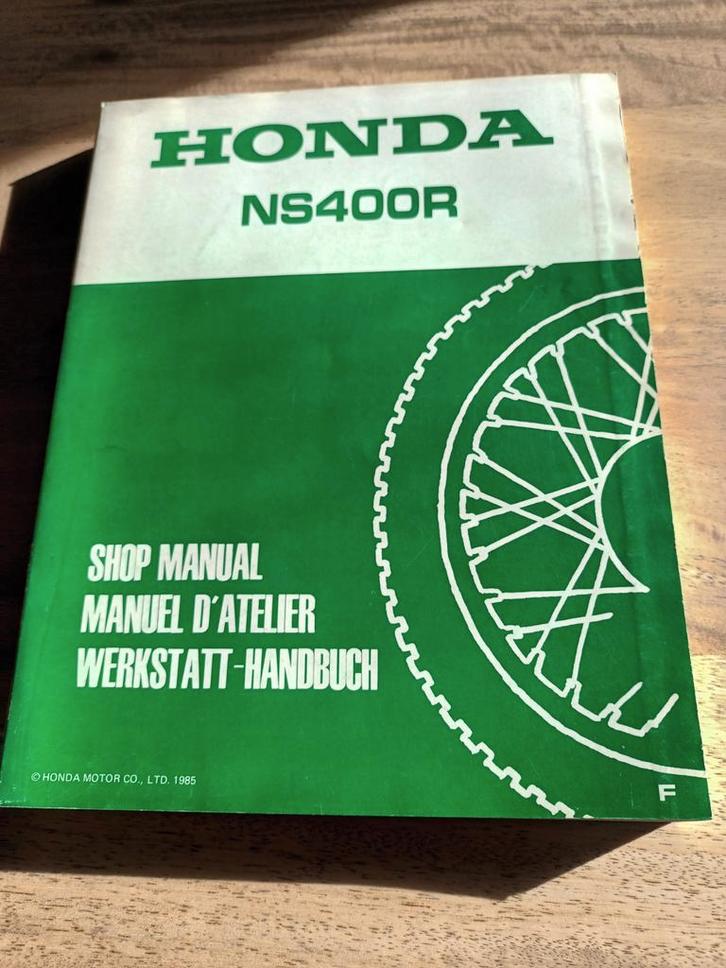 HONDA
NS400R
SHOP MANUAL
MANUEL D'ATELIER
WERKSTATT-HANDBUCH
© HONDA MOTOR CO., LTD. 1985
F